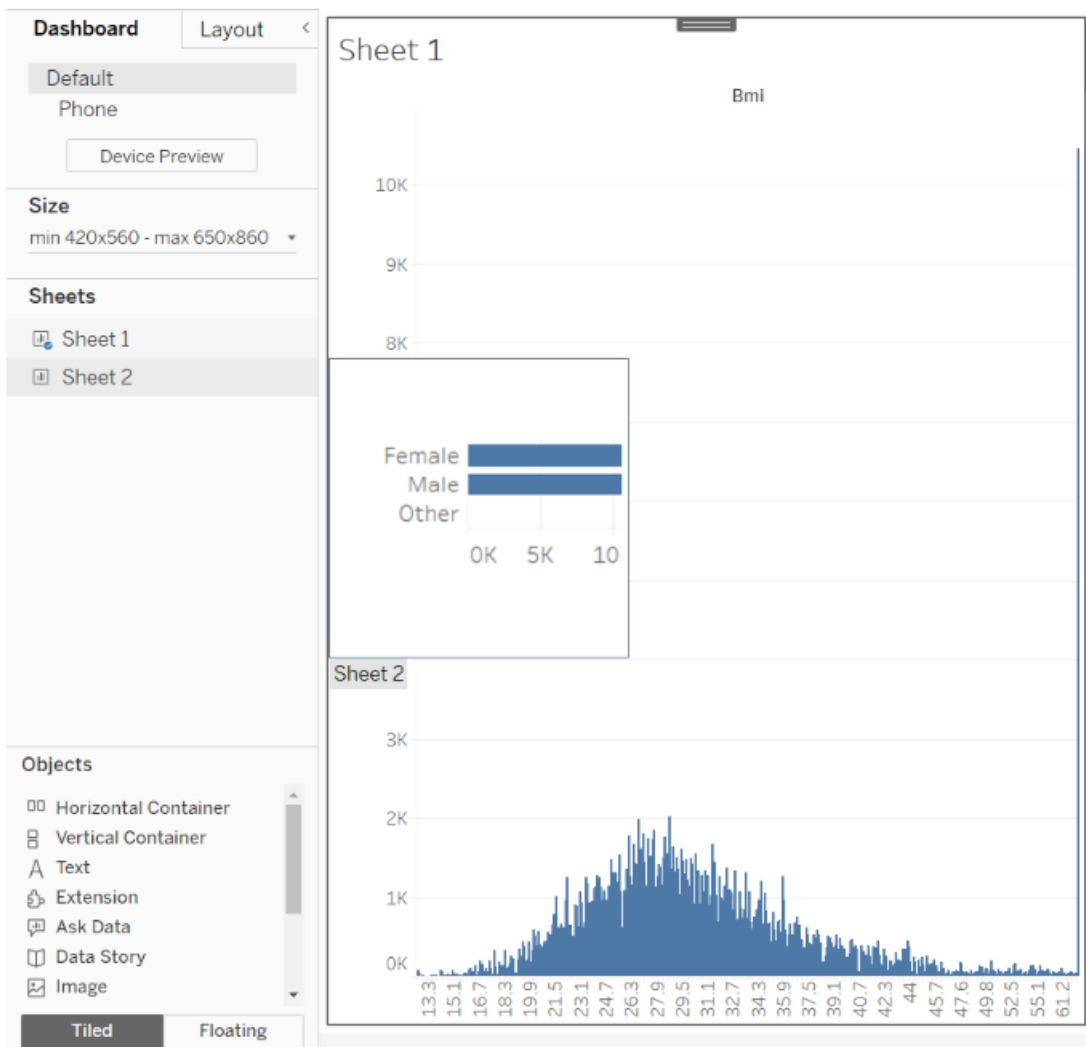 Dashboard
Layout
<
Default
Phone
Device Preview
Size
min 420x560 - max 650x860
Sheets
Sheet 1
Sheet 2
Objects
Horizontal Container
Vertical Container
Text
Extension
Ask Data
Data Story
Image
Tiled
Floating
Sheet 1
Bmi
10K
9K
8K
Female
Male
Other
0K 5K 10
Sheet 2
3K
2K
1K
0K
13.3
15.1
16.7
18.3
19.9
21.5
23.1
24.7
26.3
27.9
29.5
31.1
32.7
34.3
35.9
37.5
39.1
40.7
42.3
44
45.7
47.6
49.8
52.5
55.1
61.2